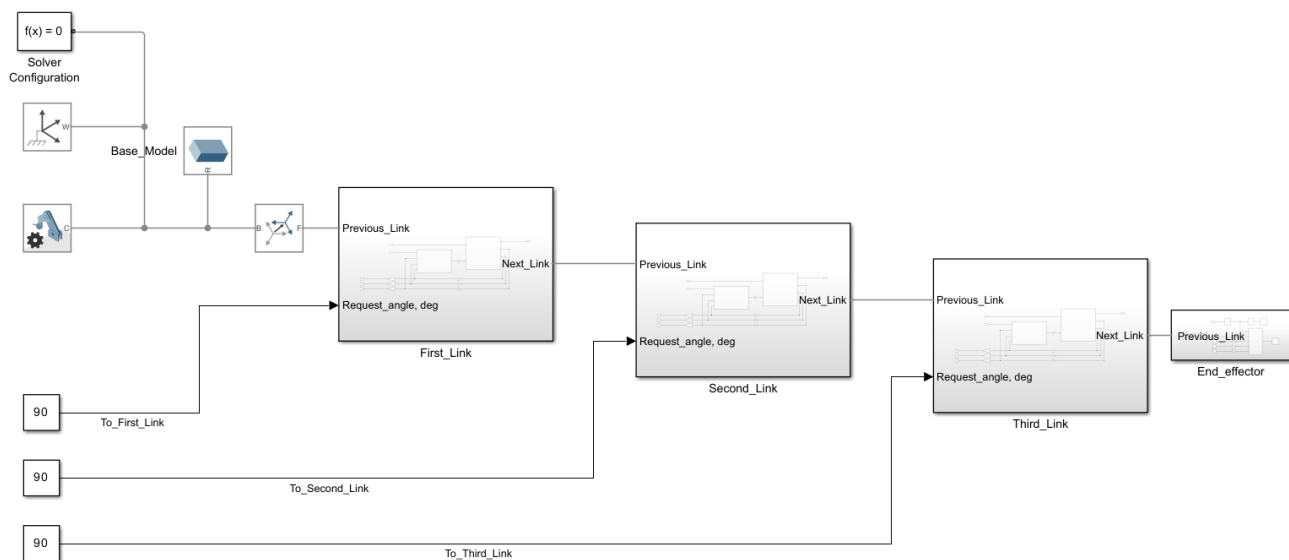 f(x) = 0
Solver
Configuration
W
Base_Model
R
C
B
F
Previous_Link
Next_Link
Request_angle, deg
First_Link
Previous_Link
Next_Link
Request_angle, deg
Second_Link
Previous_Link
Next_Link
Request_angle, deg
Third_Link
Previous_Link
End_effector
90
To_First_Link
90
To_Second_Link
90
To_Third_Link